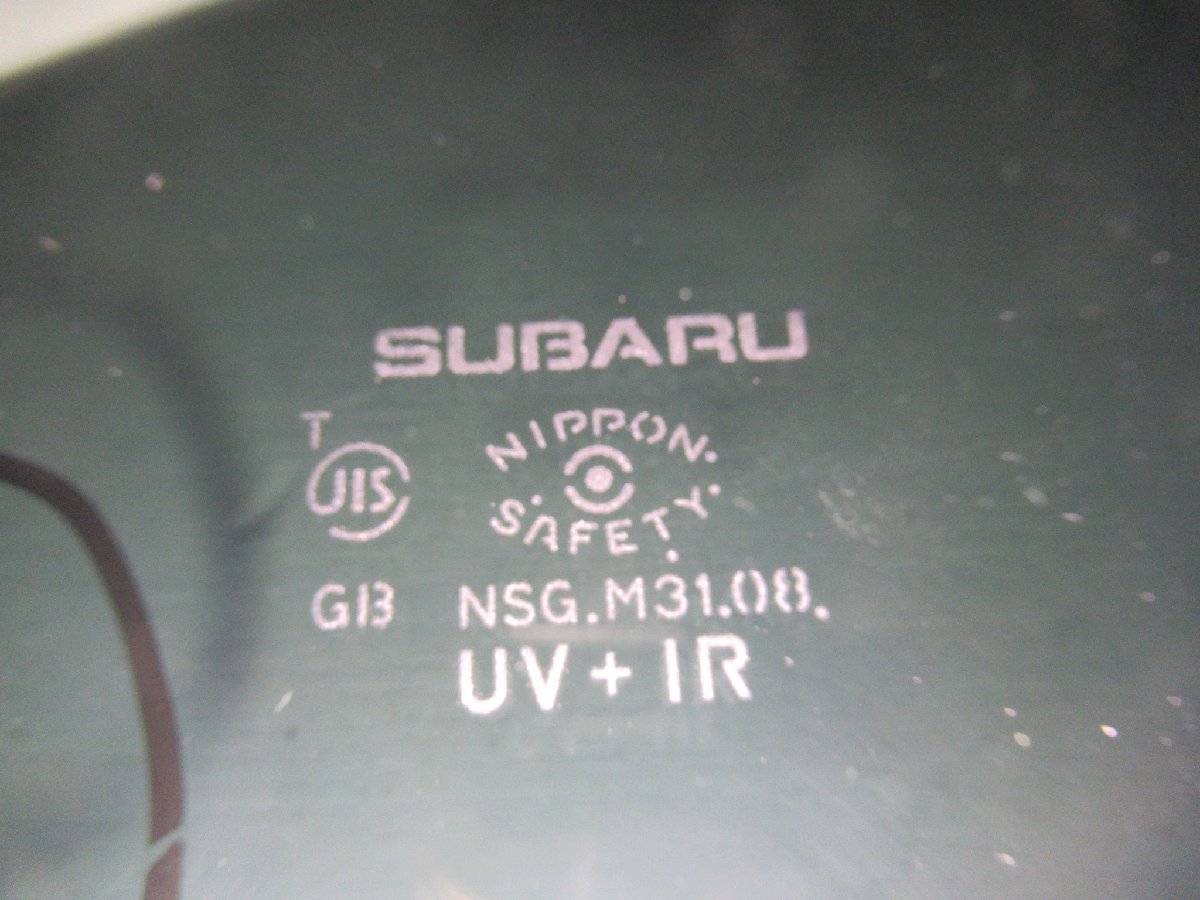 SUBARU
T
NIPPON.
JIS
SAFETY
GB NSG.M31.08.
UV + IR